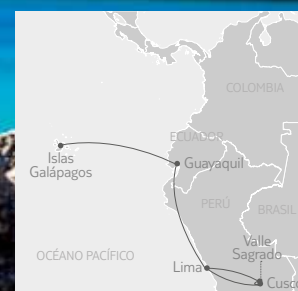 COLOMBIA
ECUADOR
Islas
Galápagos
Guayaquil
PERÚ
BRASIL
Valle
Sagrado
OCÉANO PACÍFICO
Lima
Cusco